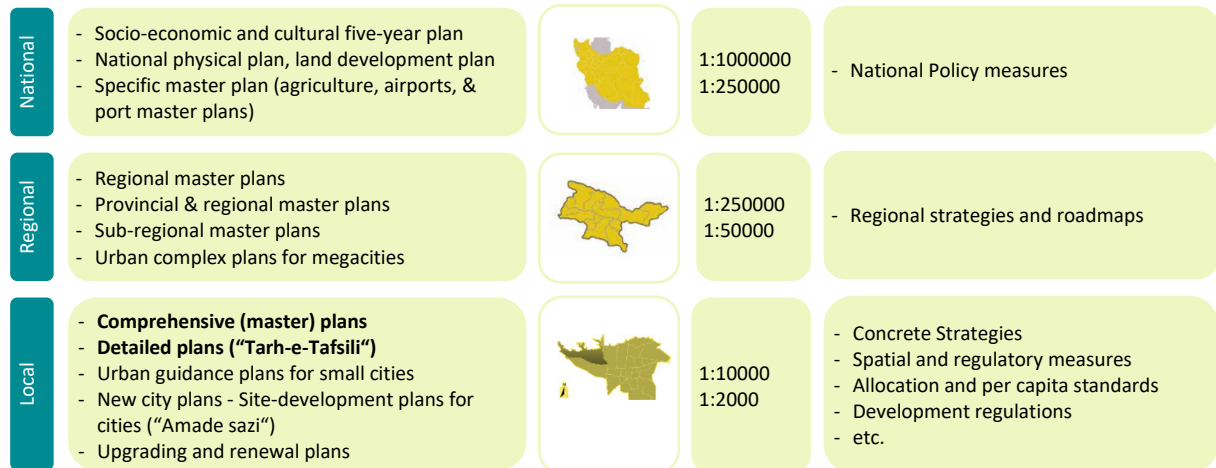 National
- Socio-economic and cultural five-year plan
- National physical plan, land development plan
- Specific master plan (agriculture, airports, &
port master plans)
1:1000000
1:250000
- National Policy measures
Regional
- Regional master plans
- Provincial & regional master plans
- Sub-regional master plans
- Urban complex plans for megacities
1:250000
1:50000
- Regional strategies and roadmaps
Local
- Comprehensive (master) plans
- Detailed plans (“Tarh-e-Tafsili“)
- Urban guidance plans for small cities
- New city plans - Site-development plans for
cities (“Amade sazi“)
- Upgrading and renewal plans
1:10000
1:2000
- Concrete Strategies
- Spatial and regulatory measures
- Allocation and per capita standards
- Development regulations
- etc.